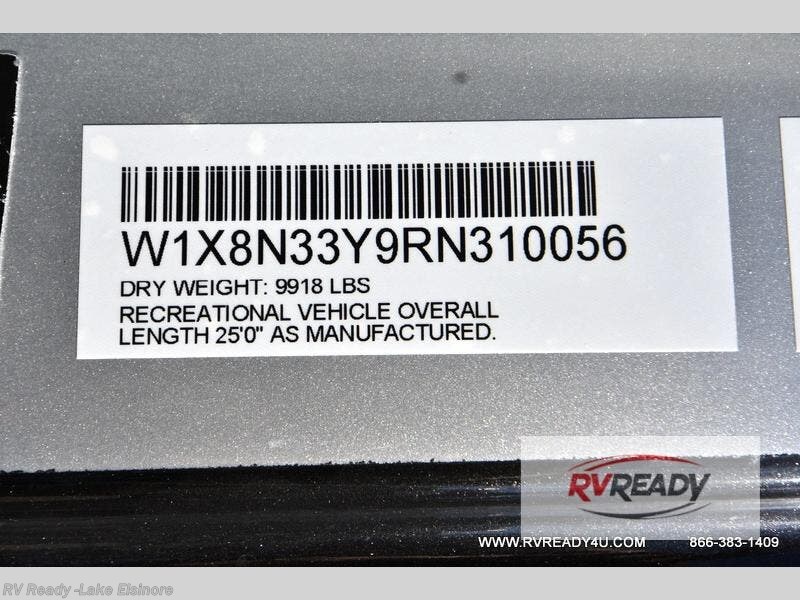 W1X8N33Y9RN310056
DRY WEIGHT: 9918 LBS
RECREATIONAL VEHICLE OVERALL
LENGTH 25'0" AS MANUFACTURED.
RVREADY
WWW.RVREADY4U.COM 866-383-1409
RV Ready -Lake Elsinore